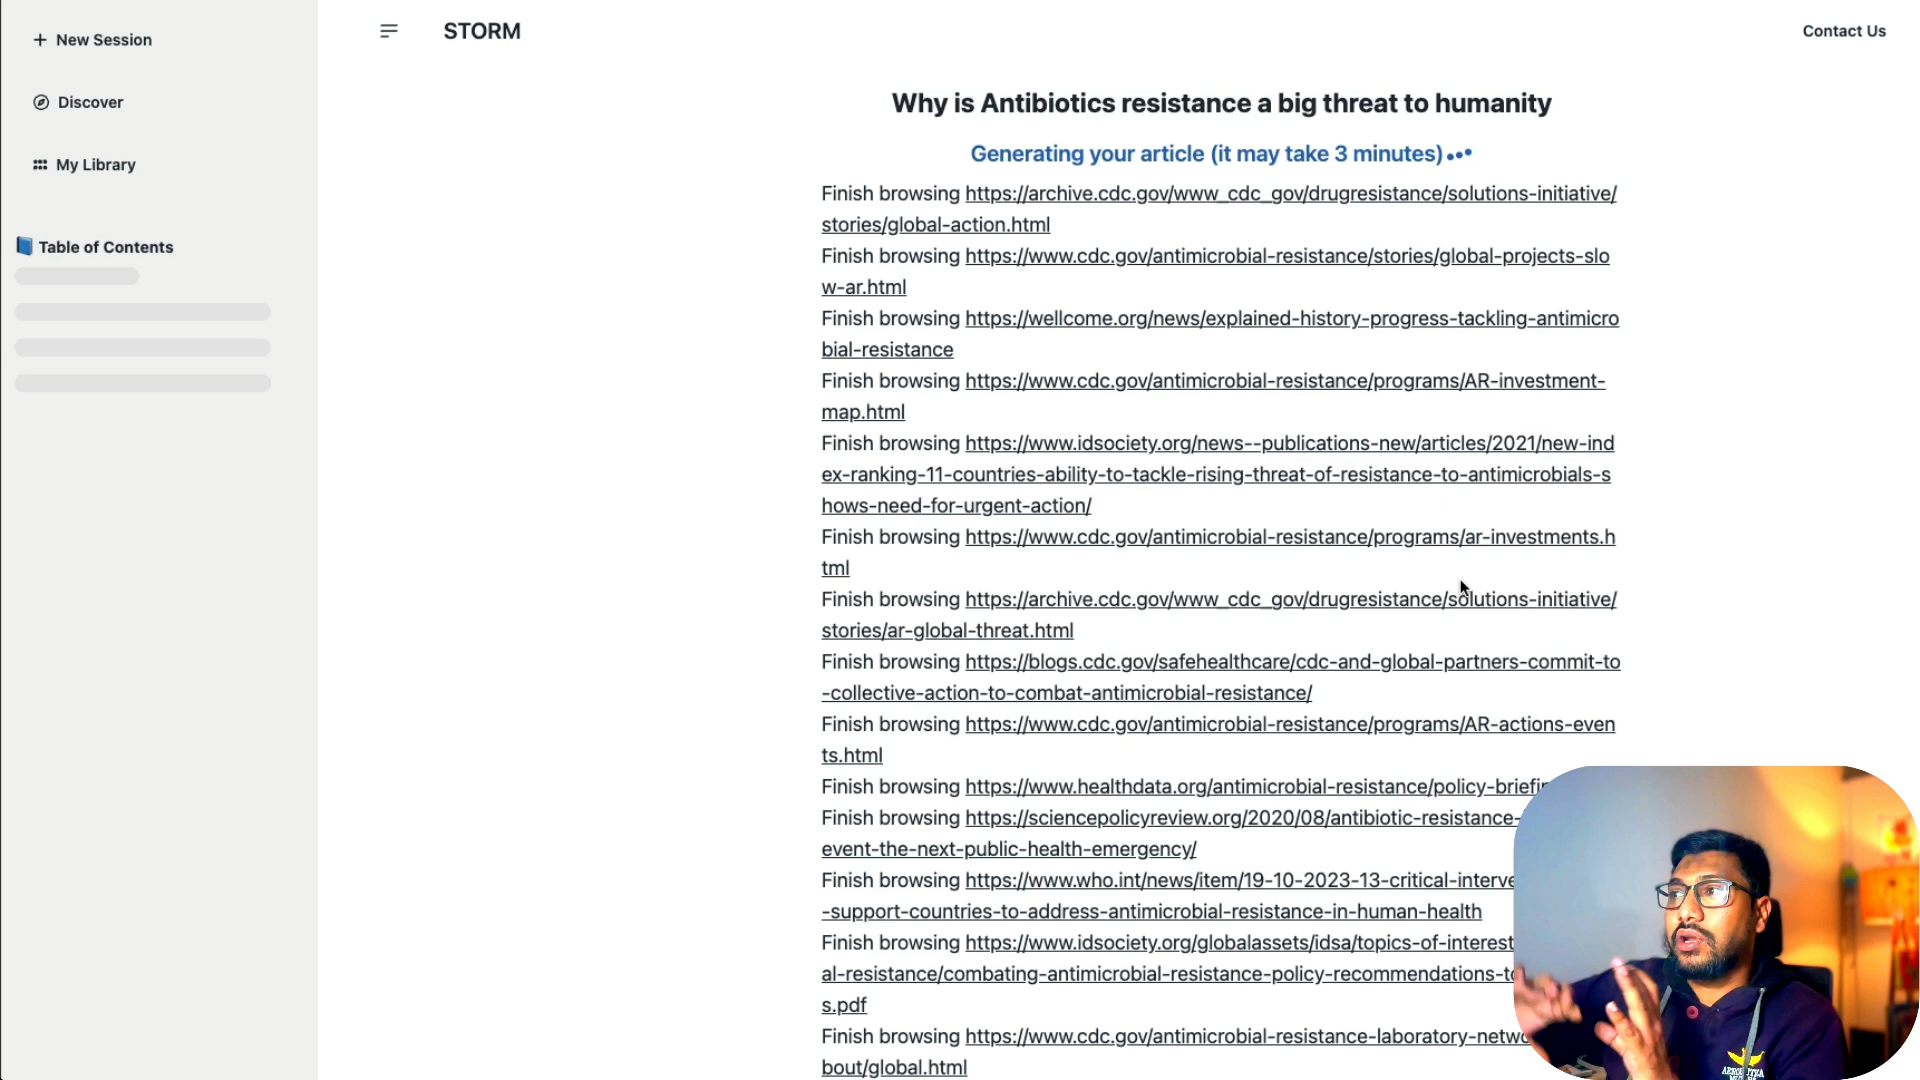 New Session
STORM
Contact Us
Discover
My Library
Table of Contents
Why is Antibiotics resistance a big threat to humanity
Generating your article (it may take 3 minutes)
Finish browsing https://archive.cdc.gov/www_cdc_gov/drugresistance/solutions-initiative/
stories/global-action.html
Finish browsing https://www.cdc.gov/antimicrobial-resistance/stories/global-projects-slo
w-ar.html
Finish browsing https://wellcome.org/news/explained-history-progress-tackling-antimicro
bial-resistance
Finish browsing https://www.cdc.gov/antimicrobial-resistance/programs/AR-investment-
map.html
Finish browsing https://www.idsociety.org/news--publications-new/articles/2021/new-ind
ex-ranking-11-countries-ability-to-tackle-rising-threat-of-resistance-to-antimicrobials-s
hows-need-for-urgent-action/
Finish browsing https://www.cdc.gov/antimicrobial-resistance/programs/ar-investments.h
tml
Finish browsing https://archive.cdc.gov/www_cdc_gov/drugresistance/solutions-initiative/
stories/ar-global-threat.html
Finish browsing https://blogs.cdc.gov/safehealthcare/cdc-and-global-partners-commit-to
-collective-action-to-combat-antimicrobial-resistance/
Finish browsing https://www.cdc.gov/antimicrobial-resistance/programs/AR-actions-even
ts.html
Finish browsing https://www.healthdata.org/antimicrobial-resistance/policy-briefi
Finish browsing https://sciencepolicyreview.org/2020/08/antibiotic-resistance-
event-the-next-public-health-emergency/
Finish browsing https://www.who.int/news/item/19-10-2023-13-critical-interve
-support-countries-to-address-antimicrobial-resistance-in-human-health
Finish browsing https://www.idsociety.org/globalassets/idsa/topics-of-interest
al-resistance/combating-antimicrobial-resistance-policy-recommendations-to
s.pdf
Finish browsing https://www.cdc.gov/antimicrobial-resistance-laboratory-netwo
bout/global.html